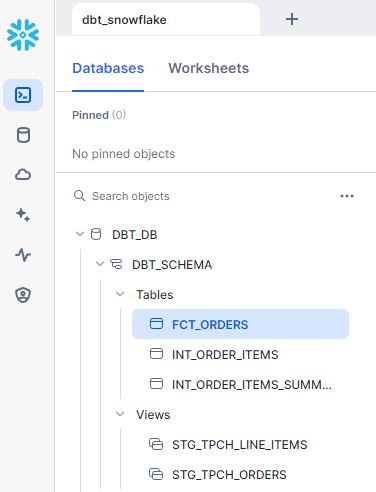 dbt_snowflake
Databases Worksheets
Pinned (0)
No pinned objects
Search objects
DBT_DB
DBT_SCHEMA
Tables
FCT_ORDERS
INT_ORDER_ITEMS
INT_ORDER_ITEMS_SUMM...
Views
STG_TPCH_LINE_ITEMS
STG_TPCH_ORDERS